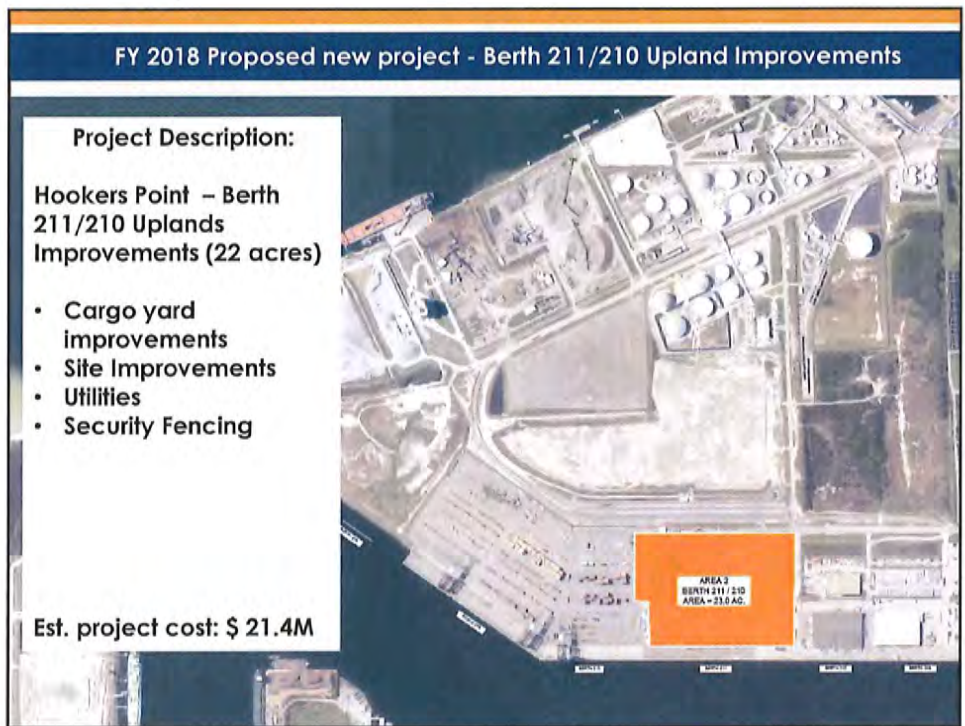 FY 2018 Proposed new project - Berth 211/210 Upland Improvements
Project Description:
Hookers Point – Berth
211/210 Uplands
Improvements (22 acres)
• Cargo yard
improvements
• Site Improvements
• Utilities
• Security Fencing
Est. project cost: $ 21.4M
AREA 2
BERTH 211 / 210
AREA = 23.0 AC.